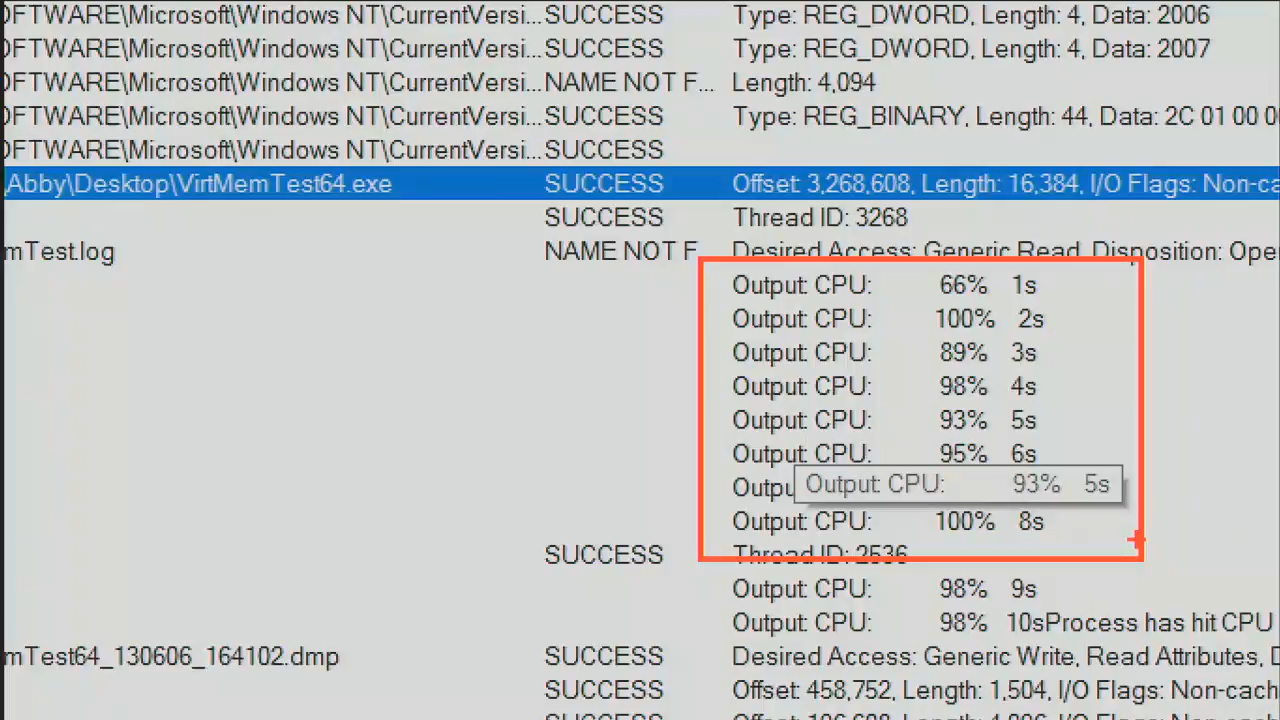 OFTWARE\Microsoft\Windows NT\CurrentVersi... SUCCESS Type: REG_DWORD, Length: 4, Data: 2006
OFTWARE\Microsoft\Windows NT\CurrentVersi... SUCCESS Type: REG_DWORD, Length: 4, Data: 2007
OFTWARE\Microsoft\Windows NT\CurrentVersi... NAME NOT F... Length: 4,094
OFTWARE\Microsoft\Windows NT\CurrentVersi... SUCCESS Type: REG_BINARY, Length: 44, Data: 2C 01 00 0
OFTWARE\Microsoft\Windows NT\CurrentVersi... SUCCESS
\Abby\Desktop\VirtMemTest64.exe SUCCESS Offset: 3,268,608, Length: 16,384, I/O Flags: Non-ca
SUCCESS Thread ID: 3268
mTest.log NAME NOT F... Desired Access: Generic Read, Disposition: Ope
Output: CPU: 66% 1s
Output: CPU: 100% 2s
Output: CPU: 89% 3s
Output: CPU: 98% 4s
Output: CPU: 93% 5s
Output: CPU: 95% 6s
Outpu Output: CPU: 93% 5s
Output: CPU: 100% 8s
SUCCESS Thread ID: 2536
Output: CPU: 98% 9s
Output: CPU: 98% 10sProcess has hit CPU
mTest64_130606_164102.dmp SUCCESS Desired Access: Generic Write, Read Attributes, D
SUCCESS Offset: 458,752, Length: 1,504, I/O Flags: Non-cach